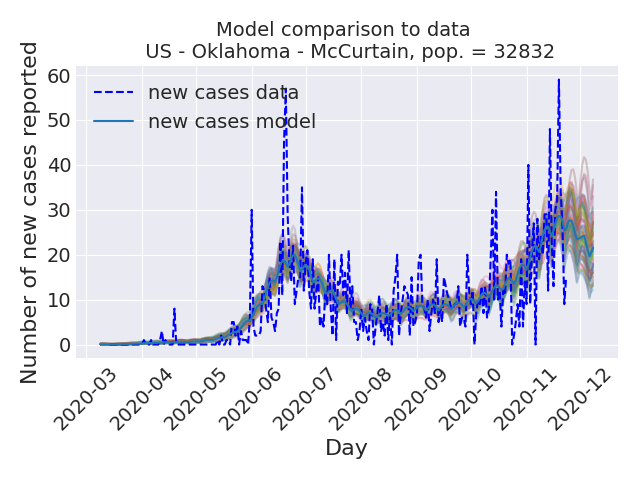 Model comparison to data
US - Oklahoma - McCurtain, pop. = 32832
Number of new cases reported
60
50
40
30
20
10
0
new cases data
new cases model
2020-03
2020-04
2020-05
2020-06
2020-07
2020-08
2020-09
2020-10
2020-11
2020-12
Day